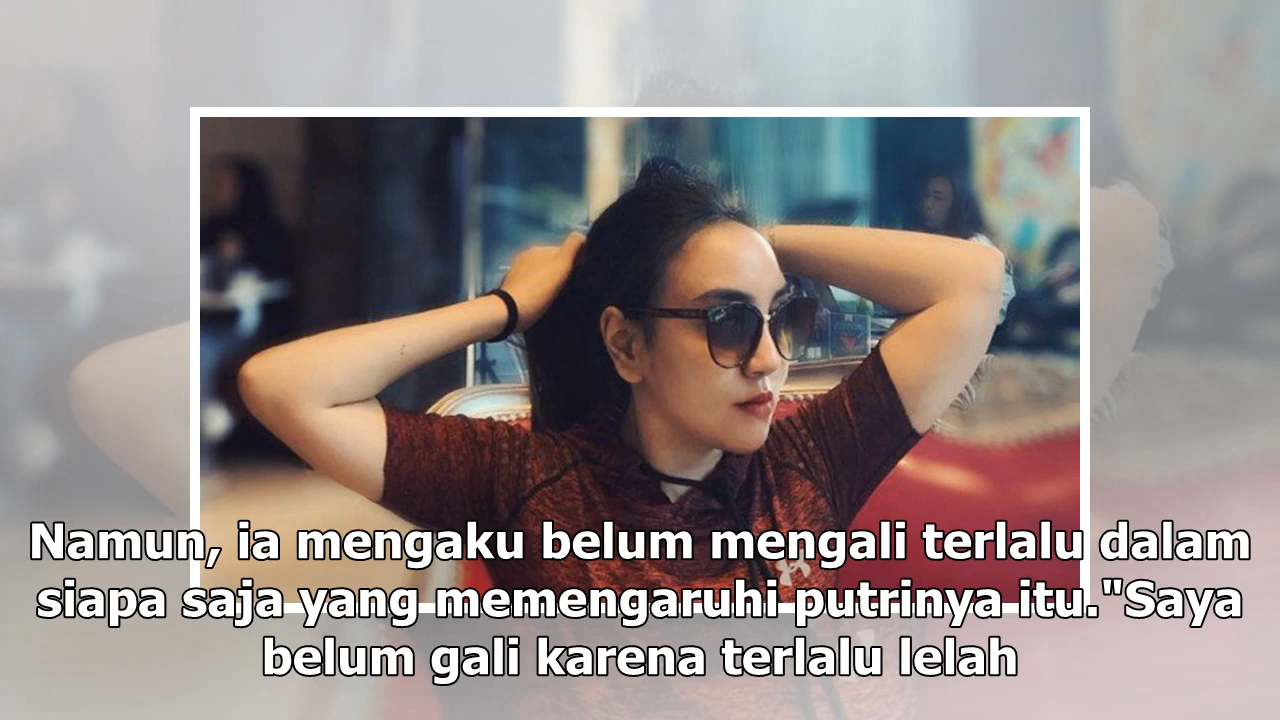 Namun, ia mengaku belum mengali terlalu dalam
siapa saja yang memengaruhi putrinya itu."Saya
belum gali karena terlalu lelah